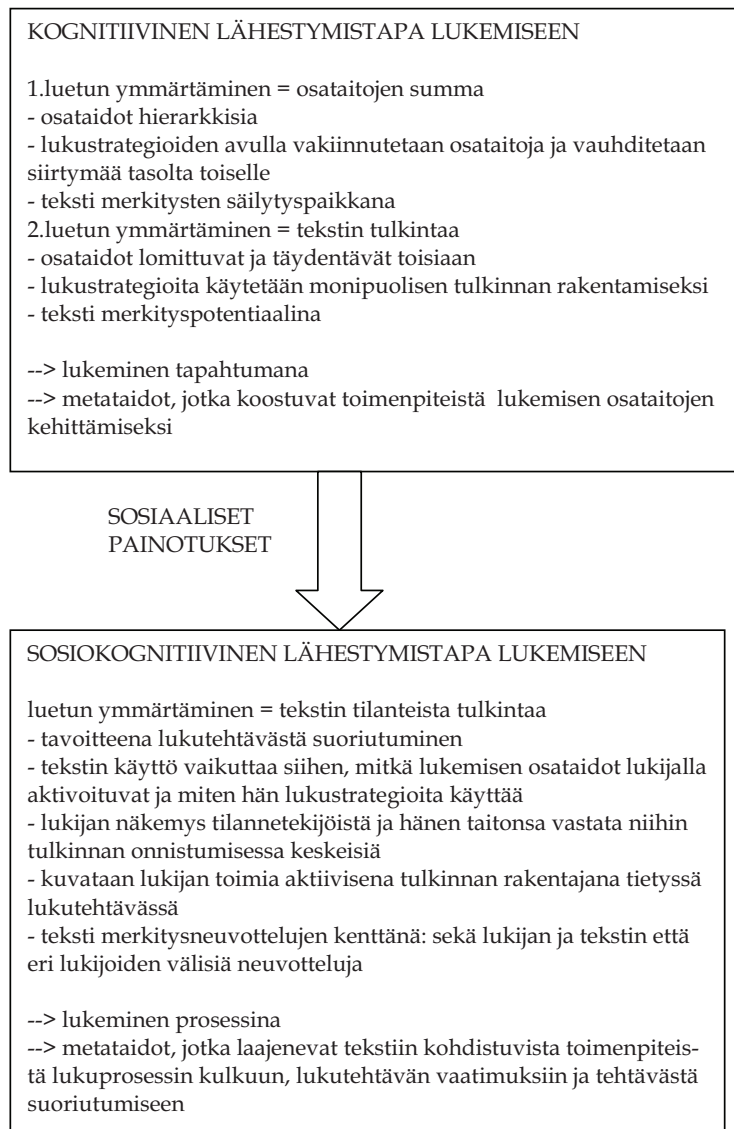 KOGNITIIVINEN LÄHESTYMISTAPA LUKEMISEEN
1.luetun ymmärtäminen = osataitojen summa
- osataidot hierarkkisia
- lukustrategioiden avulla vakiinnutetaan osataitoja ja vauhditetaan
siirtymää tasolta toiselle
- teksti merkitysten säilytyspaikkana
2.luetun ymmärtäminen = tekstin tulkintaa
- osataidot lomittuvat ja täydentävät toisiaan
- lukustrategioita käytetään monipuolisen tulkinnan rakentamiseksi
- teksti merkityspotentiaalina
--> lukeminen tapahtumana
--> metataidot, jotka koostuvat toimenpiteistä lukemisen osataitojen
kehittämiseksi
SOSIAALISET
PAINOTUKSET
SOSIOKOGNITIIVINEN LÄHESTYMISTAPA LUKEMISEEN
luetun ymmärtäminen = tekstin tilanteista tulkintaa
- tavoitteena lukutehtävästä suoriutuminen
- tekstin käyttö vaikuttaa siihen, mitkä lukemisen osataidot lukijalla
aktivoituvat ja miten hän lukustrategioita käyttää
- lukijan näkemys tilannetekijöistä ja hänen taitonsa vastata niihin
tulkinnan onnistumisessa keskeisiä
- kuvataan lukijan toimia aktiivisena tulkinnan rakentajana tietyssä
lukutehtävässä
- teksti merkitysneuvottelujen kenttänä: sekä lukijan ja tekstin että
eri lukijoiden välisiä neuvotteluja
--> lukeminen prosessina
--> metataidot, jotka laajenevat tekstiin kohdistuvista toimenpiteis-
tä lukuprosessin kulkuun, lukutehtävän vaatimuksiin ja tehtävästä
suoriutumiseen